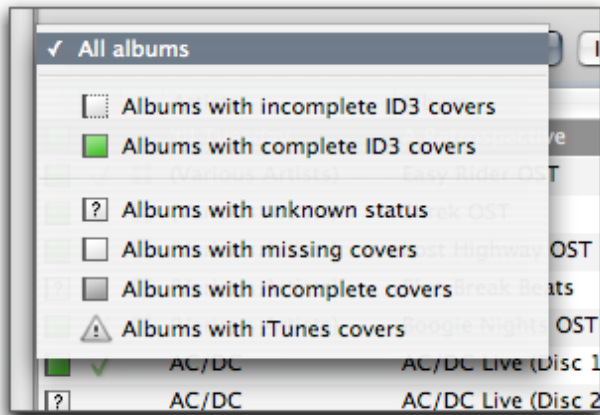 ✓ All albums
Albums with incomplete ID3 covers
Albums with complete ID3 covers
(Various Artists) Easy Rider OST
? Albums with unknown status
Albums with missing covers
OST
? Albums with incomplete covers
Albums with iTunes covers
Boogie Nights OST
✓ AC/DC AC/DC Live (Disc 1
? AC/DC AC/DC Live (Disc 2